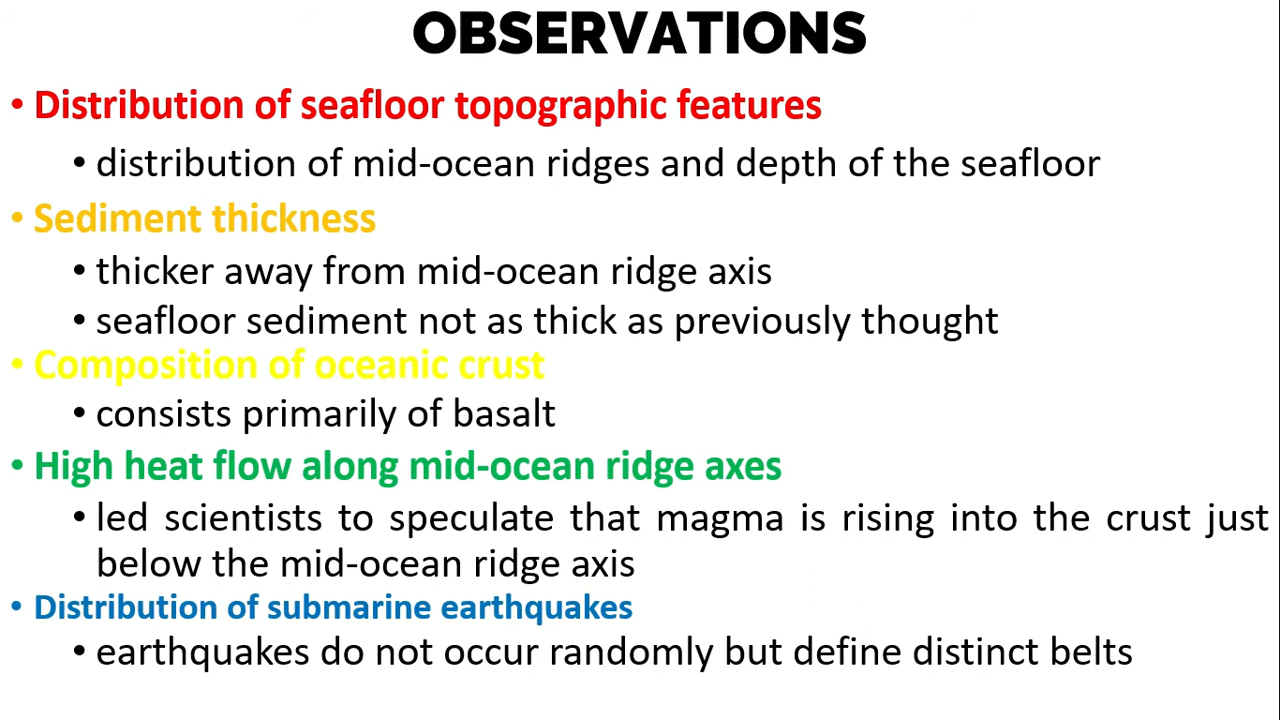 OBSERVATIONS
• Distribution of seafloor topographic features
• distribution of mid-ocean ridges and depth of the seafloor
• Sediment thickness
• thicker away from mid-ocean ridge axis
• seafloor sediment not as thick as previously thought
• Composition of oceanic crust
• consists primarily of basalt
• High heat flow along mid-ocean ridge axes
• led scientists to speculate that magma is rising into the crust just
below the mid-ocean ridge axis
• Distribution of submarine earthquakes
• earthquakes do not occur randomly but define distinct belts